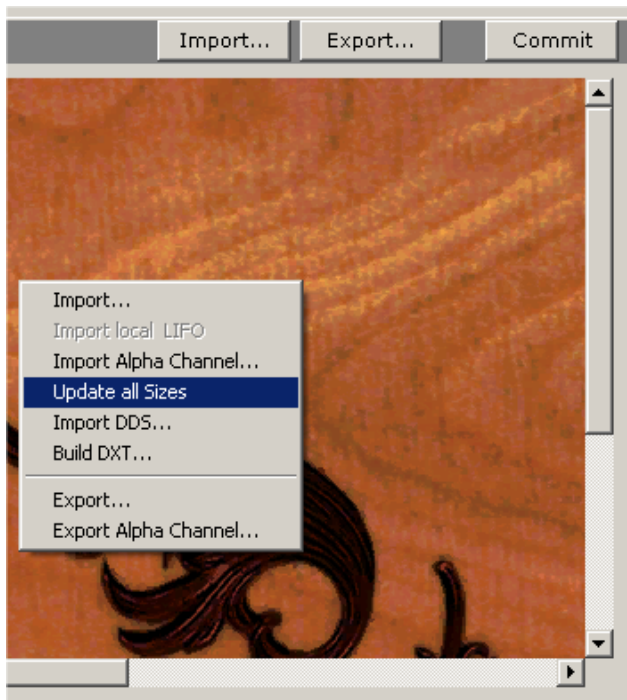 Import... Export... Commit
Import...
Import local LIFO
Import Alpha Channel...
Update all Sizes
Import DDS...
Build DXT...
Export...
Export Alpha Channel...